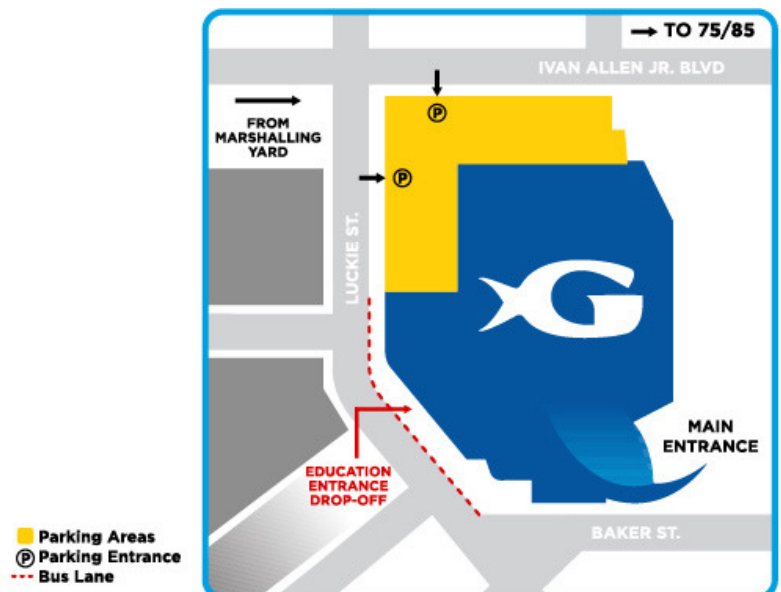 → TO 75/85
IVAN ALLEN JR. BLVD
FROM
MARSHALLING
YARD
P
P
LUCKIE ST.
G
MAIN
ENTRANCE
EDUCATION
ENTRANCE
DROP-OFF
BAKER ST.
Parking Areas
P Parking Entrance
Bus Lane